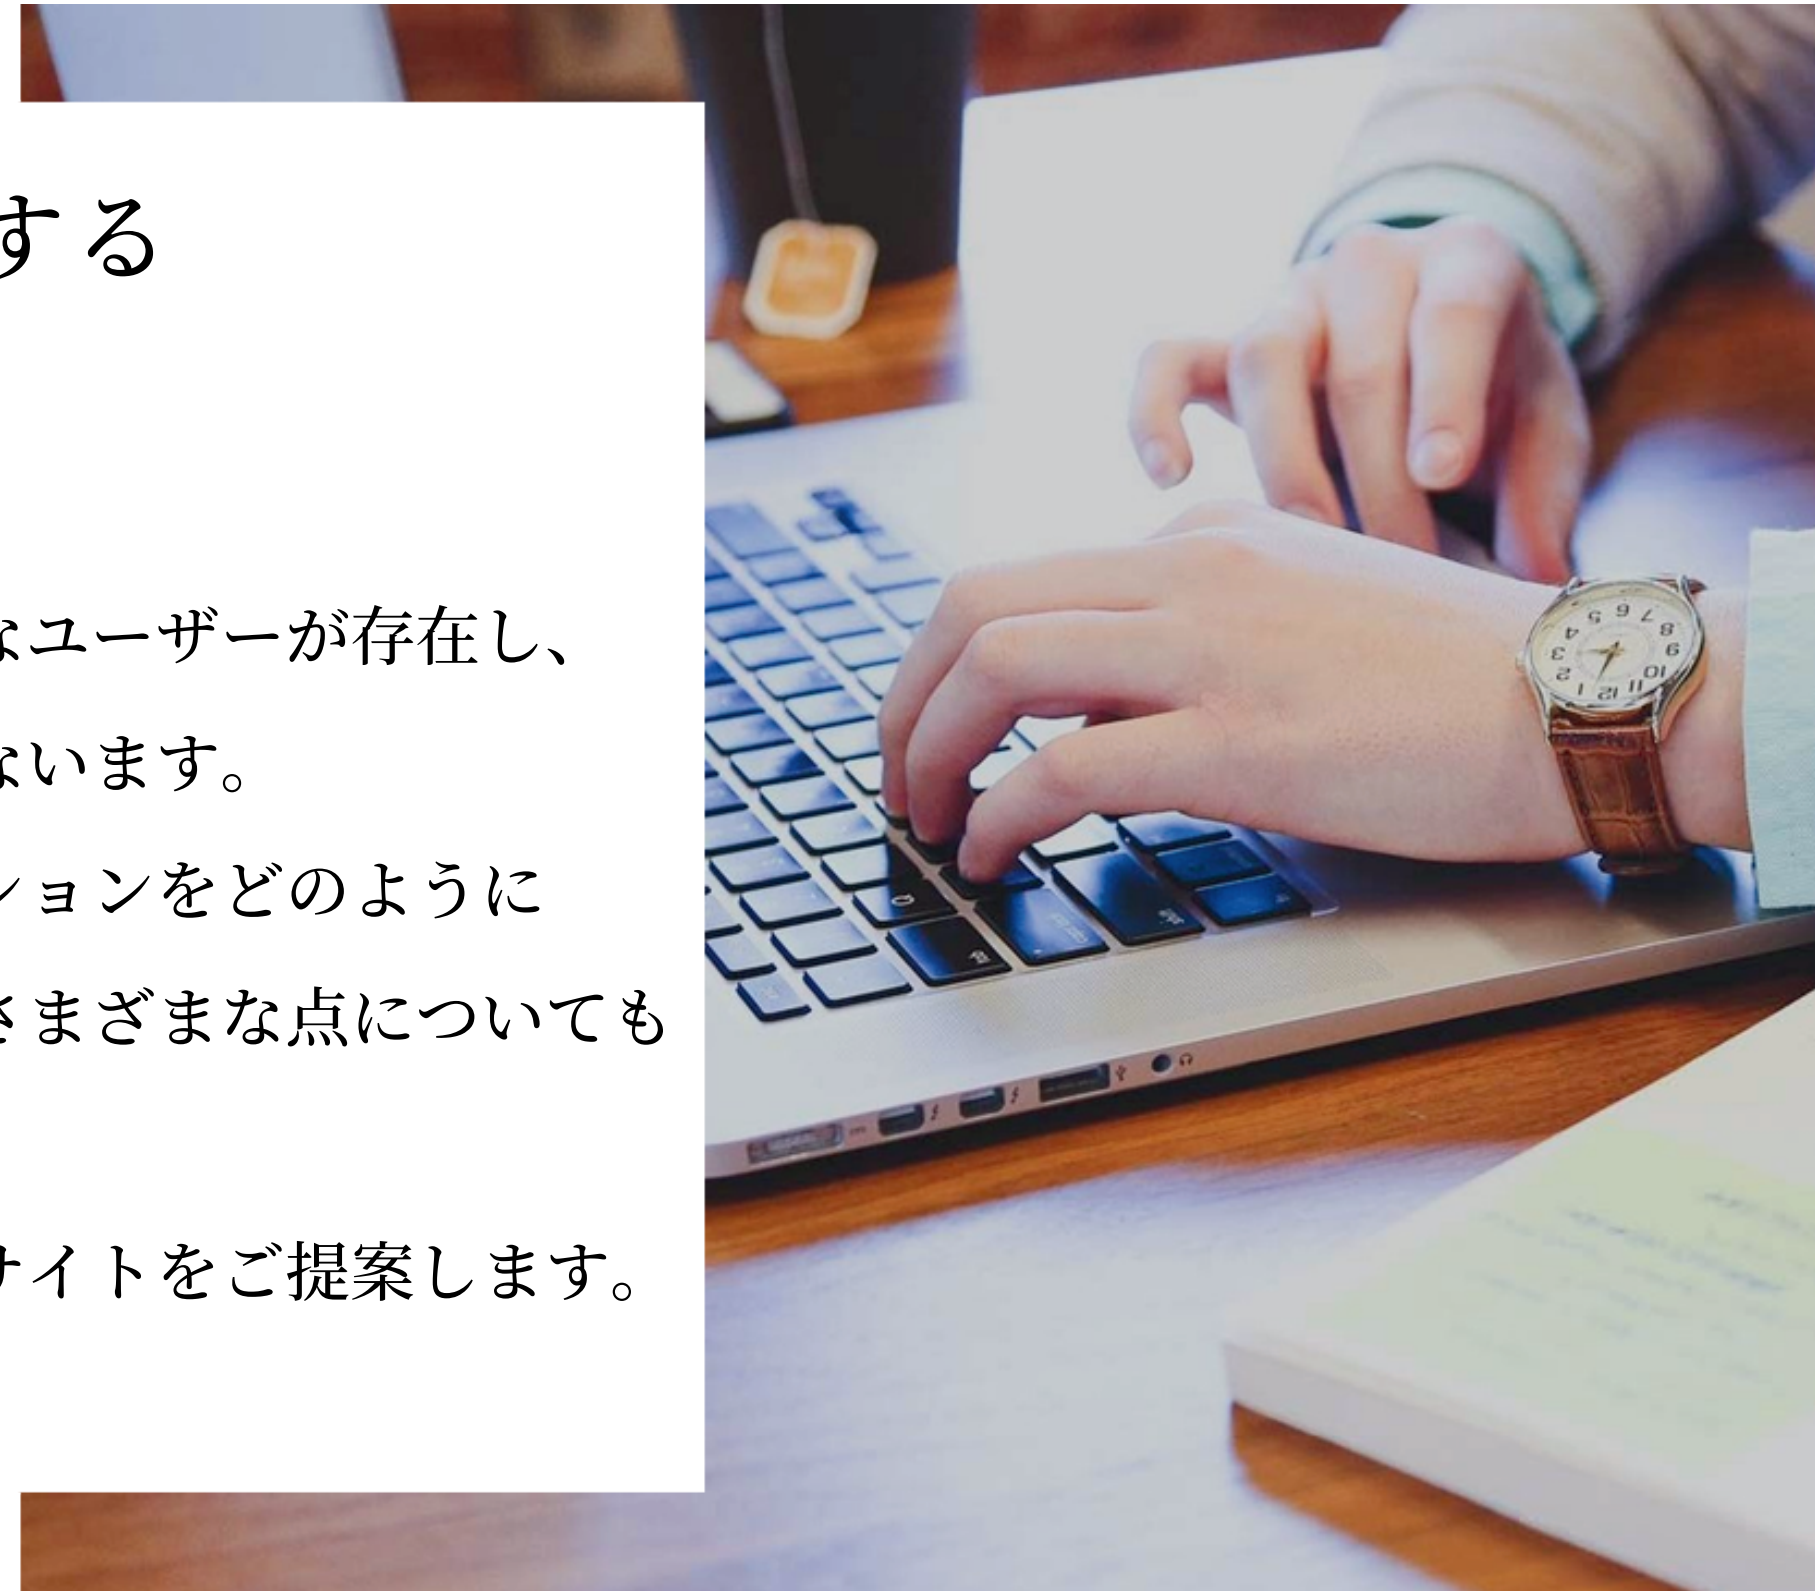 する
なユーザーが存在し、
ないます。
ションをどのように
さまざまな点についても
サイトをご提案します。